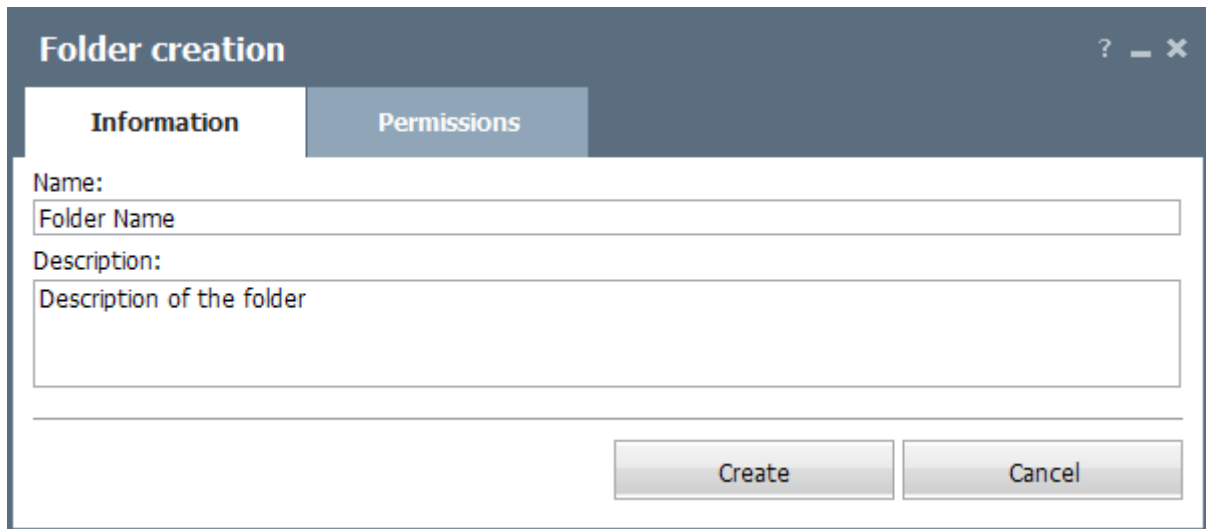 Folder creation
?
Information Permissions
Name:
Folder Name
Description:
Description of the folder
Create Cancel